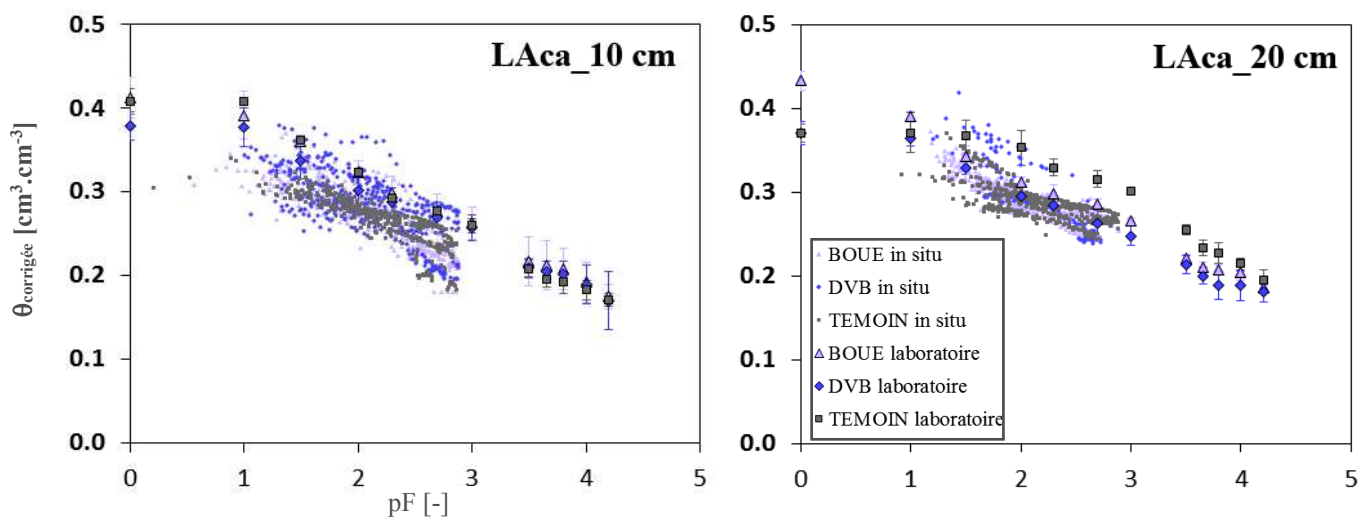 LAca_10 cm
0.5
0.4
0.3
0.2
0.1
0.0
0 1 2 3 4 5
θcorrigée [cm³.cm⁻³]
pF [-]
LAca_20 cm
0.5
0.4
0.3
0.2
0.1
0.0
0 1 2 3 4 5
BOUE in situ
DVB in situ
TEMOIN in situ
BOUE laboratoire
DVB laboratoire
TEMOIN laboratoire